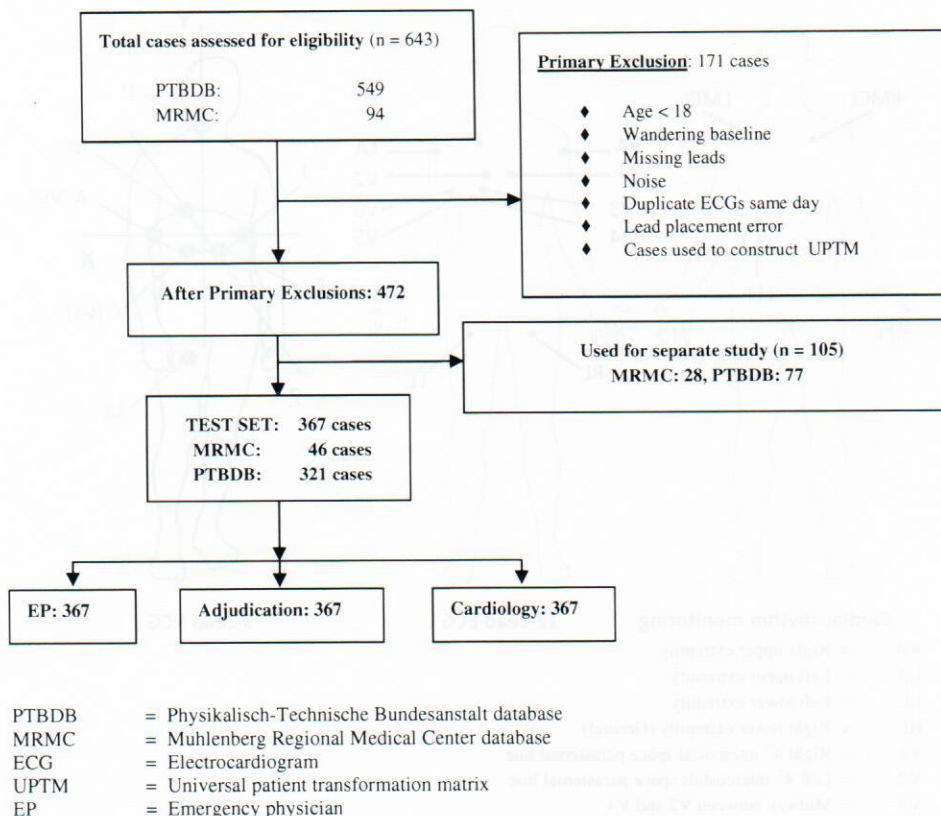 Total cases assessed for eligibility (n = 643)
PTBDB: 549
MRMC: 94
Primary Exclusion: 171 cases
♦ Age < 18
♦ Wandering baseline
♦ Missing leads
♦ Noise
♦ Duplicate ECGs same day
♦ Lead placement error
♦ Cases used to construct UPTM
After Primary Exclusions: 472
Used for separate study (n = 105)
MRMC: 28, PTBDB: 77
TEST SET: 367 cases
MRMC: 46 cases
PTBDB: 321 cases
EP: 367
Adjudication: 367
Cardiology: 367
PTBDB = Physikalisch-Technische Bundesanstalt database
MRMC = Muhlenberg Regional Medical Center database
ECG = Electrocardiogram
UPTM = Universal patient transformation matrix
EP = Emergency physician